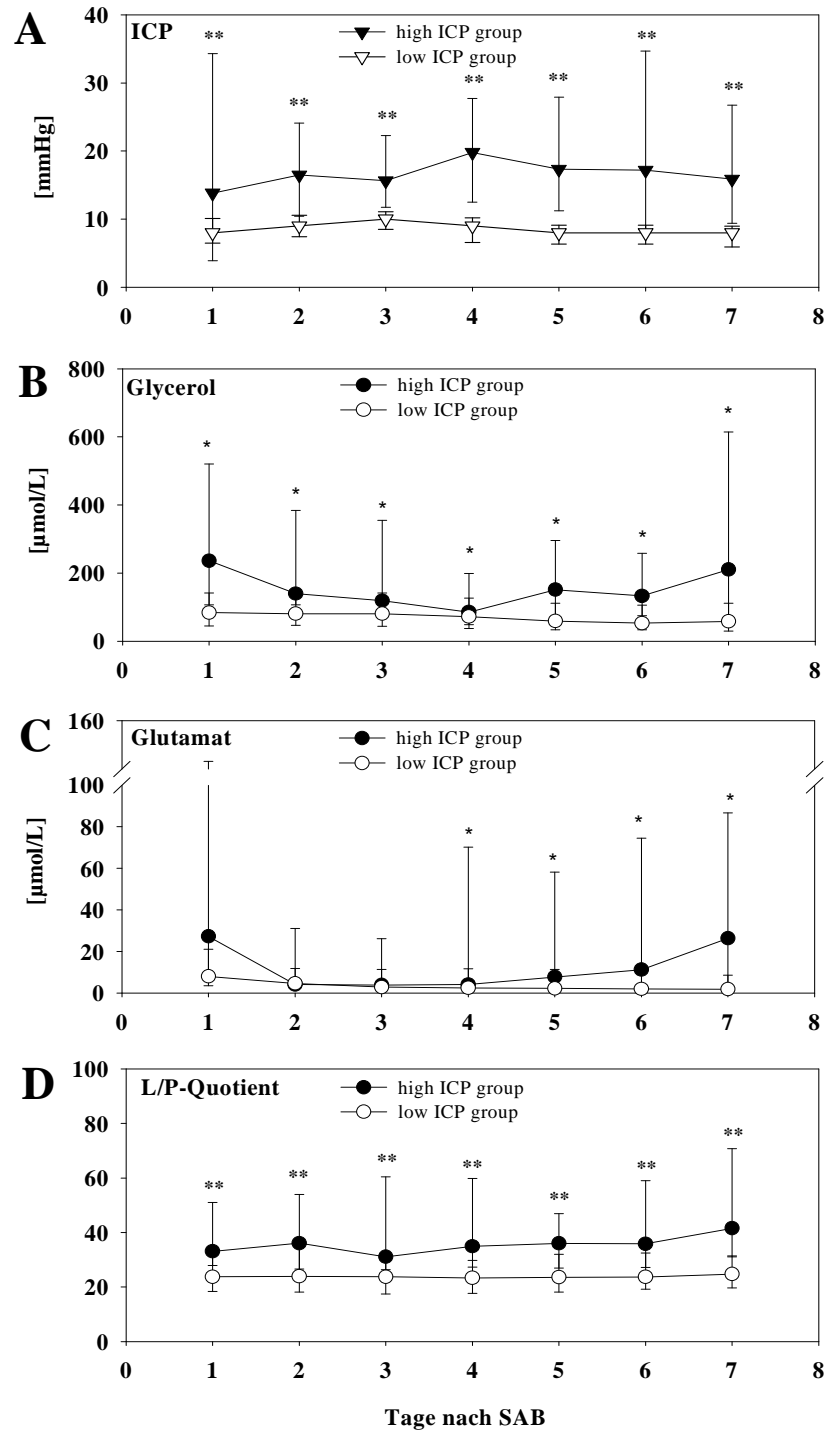 A
ICP
high ICP group
low ICP group
[mmHg]
40
30
20
10
0
** ** ** ** ** ** **
0 1 2 3 4 5 6 7 8
B
Glycerol
high ICP group
low ICP group
[µmol/L]
800
600
400
200
0
* * * * * * *
0 1 2 3 4 5 6 7 8
C
Glutamat
high ICP group
low ICP group
[µmol/L]
160
100
80
60
40
20
0
* * * *
0 1 2 3 4 5 6 7 8
D
L/P-Quotient
high ICP group
low ICP group
100
80
60
40
20
0
** ** ** ** ** ** **
0 1 2 3 4 5 6 7 8
Tage nach SAB